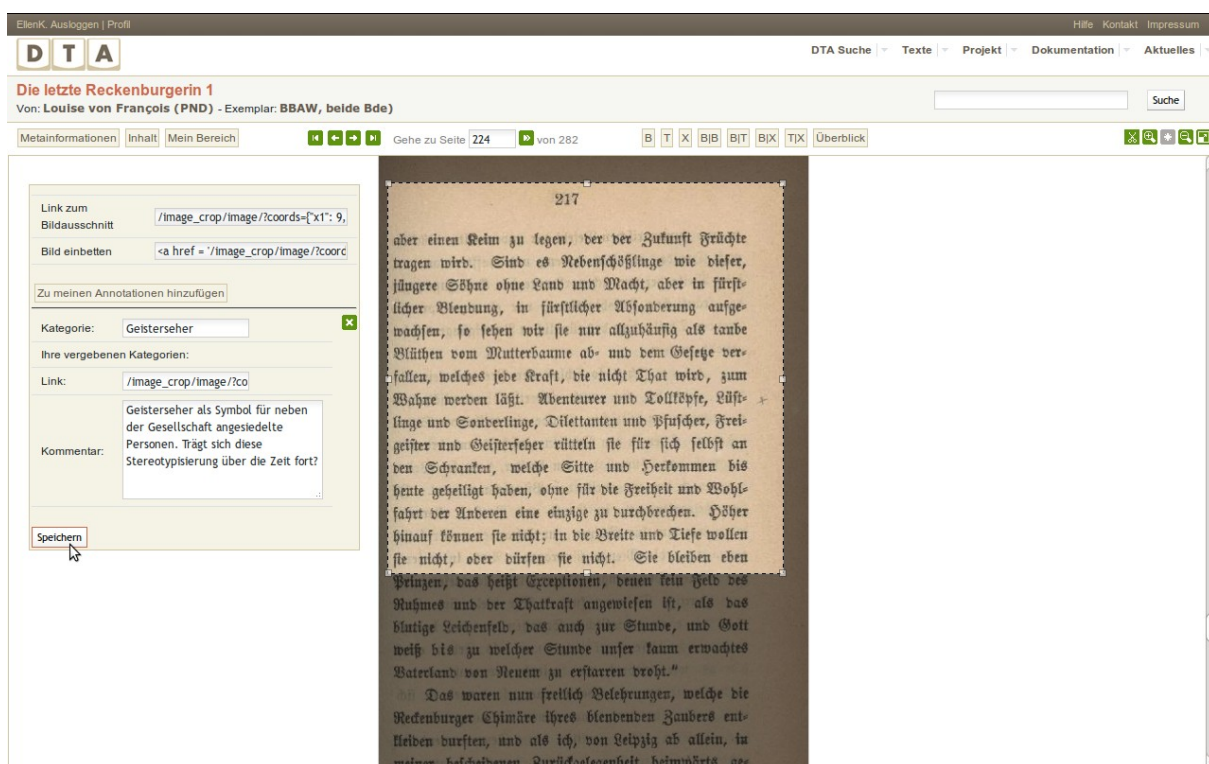 EllenK. Ausloggen | Profil
Hilfe Kontakt Impressum
D T A
DTA Suche Texte Projekt Dokumentation Aktuelles
Die letzte Reckenburgerin 1
Von: Louise von François (PND) - Exemplar: BBAW, beide Bde)
Suche
Metainformationen Inhalt Mein Bereich
Gehe zu Seite 224 von 282
B T X B|B B|T B|X T|X Überblick
Link zum
Bildausschnitt
/image_crop/image/?coords={"x1": 9,
Bild einbetten
<a href = '/image_crop/image/?coord
Zu meinen Annotationen hinzufügen
Kategorie: Geisterseher
Ihre vergebenen Kategorien:
Link: /image_crop/image/?co
Kommentar:
Geisterseher als Symbol für neben
der Gesellschaft angesiedelte
Personen. Trägt sich diese
Stereotypisierung über die Zeit fort?
Speichern
217
aber einen Keim zu legen, der der Zukunft Früchte
tragen wird. Sind es Nebenschößlinge wie dieser,
jüngere Söhne ohne Land und Macht, aber in fürst-
licher Blendung, in fürstlicher Absonderung aufge-
wachsen, so sehen wir sie nur allzuhäufig als taube
Blüthen vom Mutterbaume ab- und dem Gesetze ver-
fallen, welches jede Kraft, die nicht That wird, zum
Wahne werden läßt. Abenteurer und Tollköpfe, Lüst-
linge und Sonderlinge, Dilettanten und Pfuscher, Frei-
geister und Geisterseher rütteln sie für sich selbst an
den Schranken, welche Sitte und Herkommen bis
heute geheiligt haben, ohne für die Freiheit und Wohl-
fahrt der Anderen eine einzige zu durchbrechen. Höher
hinauf können sie nicht; in die Breite und Tiefe wollen
sie nicht, oder dürfen sie nicht. Sie bleiben eben
Prinzen, das heißt Exceptionen, denen kein Feld des
Ruhmes und der Thatkraft angewiesen ist, als das
blutige Leichenfeld, das auch zur Stunde, und Gott
weiß bis zu welcher Stunde unser kaum erwachtes
Vaterland von Neuem zu erstarren droht.“
Das waren nun freilich Belehrungen, welche die
Reckenburger Chimäre ihres blendenden Zaubers ent-
kleiden durften, und als ich, von Leipzig ab allein, in
meiner bescheidenen Zurückgelegenheit heimwärts ge-